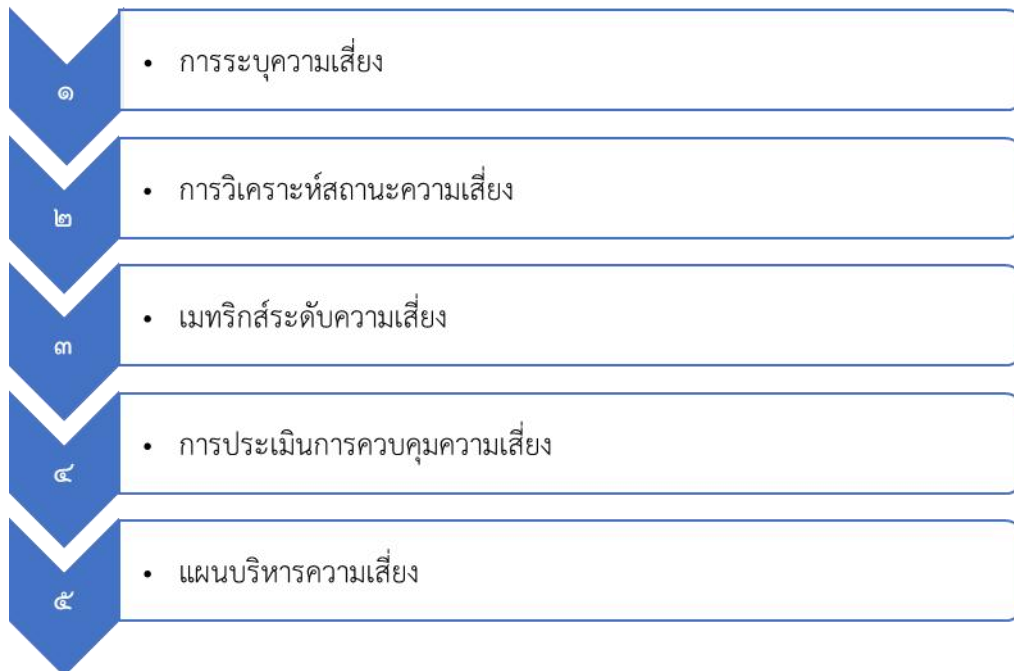 ๑
• การระบุความเสี่ยง
๒
• การวิเคราะห์สถานะความเสี่ยง
๓
• เมทริกส์ระดับความเสี่ยง
๔
• การประเมินการควบคุมความเสี่ยง
๕
• แผนบริหารความเสี่ยง